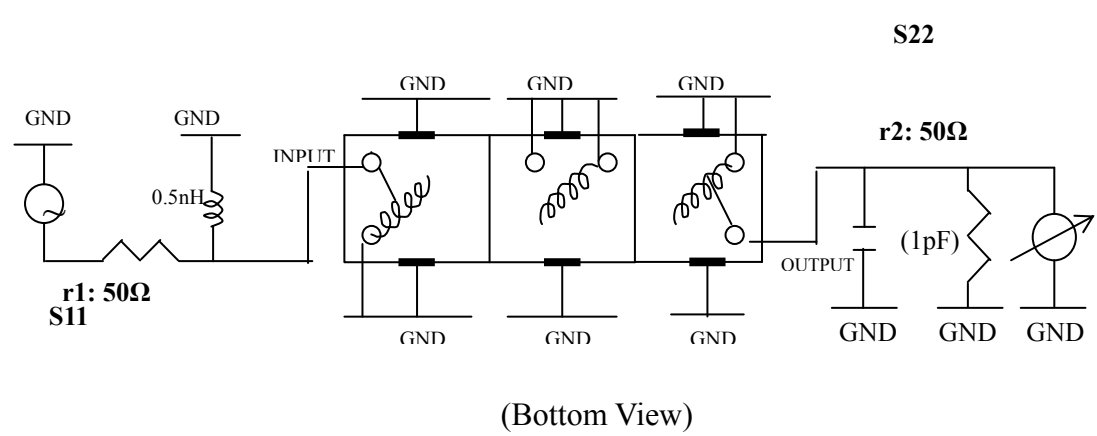 S22
GND
GND
GND
GND
GND
r2: 50Ω
INPUT
0.5nH
(1pF)
OUTPUT
r1: 50Ω
S11
GND
GND
GND
GND
GND
GND
(Bottom View)